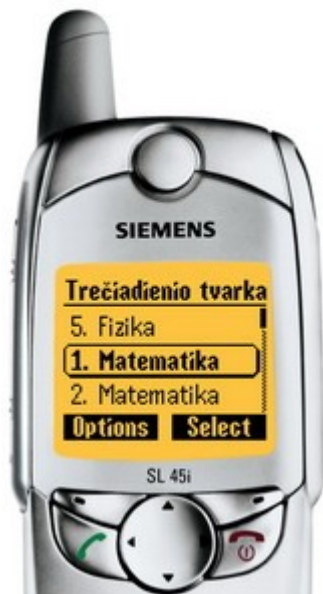 SIEMENS
Trečiadienio tvarka
5. Fizika
1. Matematika
2. Matematika
Options Select
SL 45i